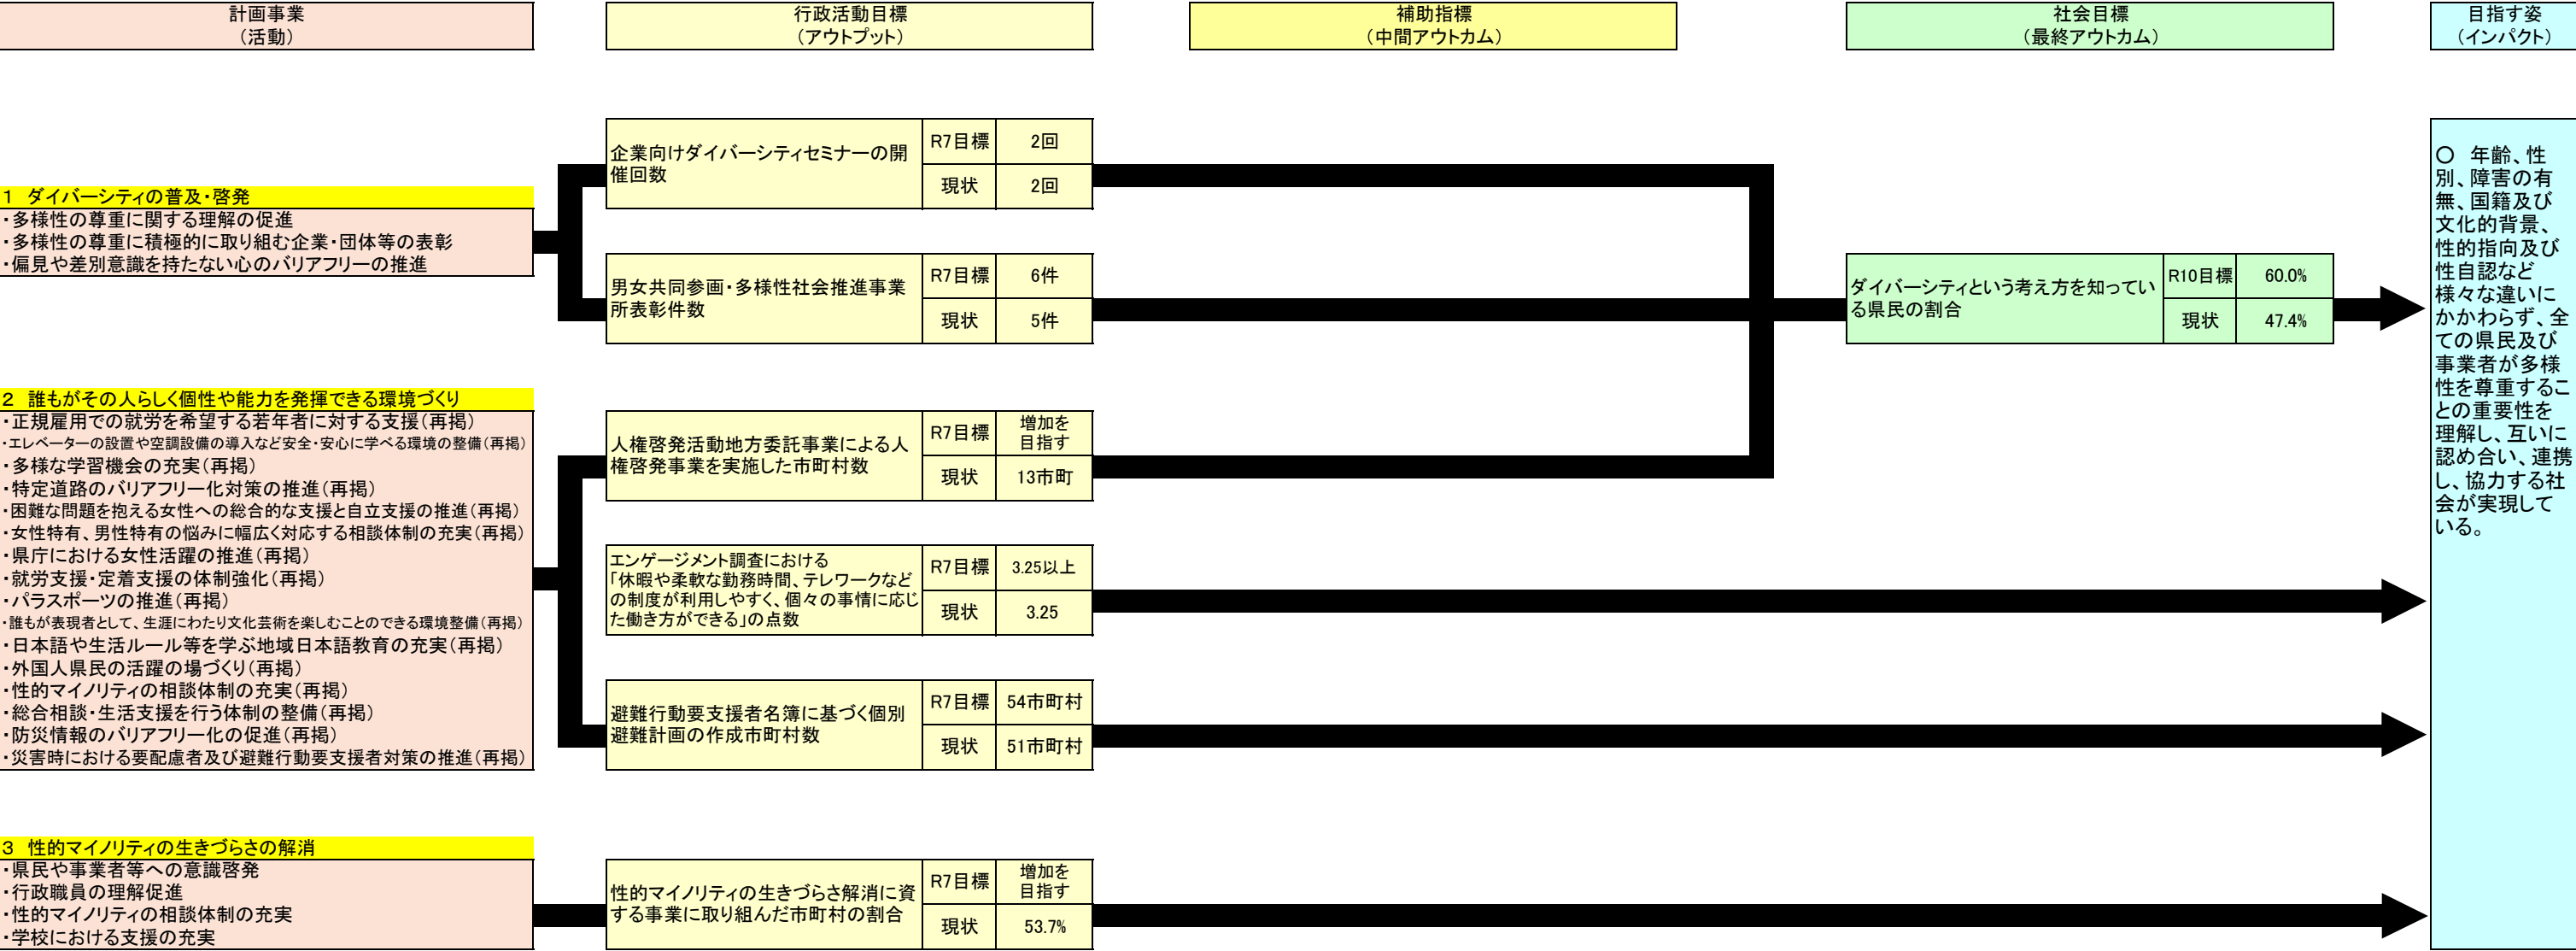 計画事業
（活動）
行政活動目標
（アウトプット）
補助指標
（中間アウトカム）
社会目標
（最終アウトカム）
目指す姿
（インパクト）
1　ダイバーシティの普及・啓発
・多様性の尊重に関する理解の促進
・多様性の尊重に積極的に取り組む企業・団体等の表彰
・偏見や差別意識を持たない心のバリアフリーの推進
企業向けダイバーシティセミナーの開
催回数
R7目標
2回
現状
2回
男女共同参画・多様性社会推進事業
所表彰件数
R7目標
6件
現状
5件
ダイバーシティという考え方を知ってい
る県民の割合
R10目標
60.0%
現状
47.4%
2　誰もがその人らしく個性や能力を発揮できる環境づくり
・正規雇用での就労を希望する若年者に対する支援（再掲）
・エレベーターの設置や空調設備の導入など安全・安心に学べる環境の整備（再掲）
・多様な学習機会の充実（再掲）
・特定道路のバリアフリー化対策の推進（再掲）
・困難な問題を抱える女性への総合的な支援と自立支援の推進（再掲）
・女性特有、男性特有の悩みに幅広く対応する相談体制の充実（再掲）
・県庁における女性活躍の推進（再掲）
・就労支援・定着支援の体制強化（再掲）
・パラスポーツの推進（再掲）
・誰もが表現者として、生涯にわたり文化芸術を楽しむことのできる環境整備（再掲）
・日本語や生活ルール等を学ぶ地域日本語教育の充実（再掲）
・外国人県民の活躍の場づくり（再掲）
・性的マイノリティの相談体制の充実（再掲）
・総合相談・生活支援を行う体制の整備（再掲）
・防災情報のバリアフリー化の促進（再掲）
・災害時における要配慮者及び避難行動要支援者対策の推進（再掲）
人権啓発活動地方委託事業による人
権啓発事業を実施した市町村数
R7目標
増加を
目指す
現状
13市町
エンゲージメント調査における
「休暇や柔軟な勤務時間、テレワークなど
の制度が利用しやすく、個々の事情に応じ
た働き方ができる」の点数
R7目標
3.25以上
現状
3.25
避難行動要支援者名簿に基づく個別
避難計画の作成市町村数
R7目標
54市町村
現状
51市町村
3　性的マイノリティの生きづらさの解消
・県民や事業者等への意識啓発
・行政職員の理解促進
・性的マイノリティの相談体制の充実
・学校における支援の充実
性的マイノリティの生きづらさ解消に資
する事業に取り組んだ市町村の割合
R7目標
増加を
目指す
現状
53.7%
○　年齢、性
別、障害の有
無、国籍及び
文化的背景、
性的指向及び
性自認など
様々な違いに
かかわらず、全
ての県民及び
事業者が多様
性を尊重するこ
との重要性を
理解し、互いに
認め合い、連携
し、協力する社
会が実現して
いる。